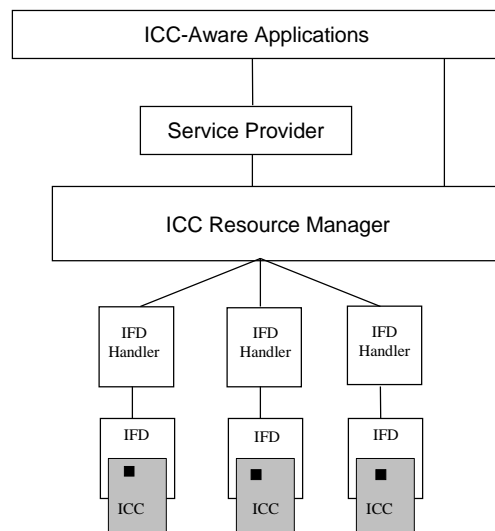 ICC-Aware Applications
Service Provider
ICC Resource Manager
IFD
Handler
IFD
Handler
IFD
Handler
IFD
IFD
IFD
ICC
ICC
ICC